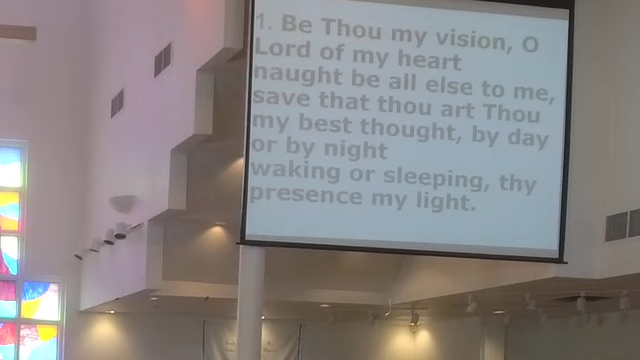 1. Be Thou my vision, O
Lord of my heart
naught be all else to me,
save that thou art Thou
my best thought, by day
or by night
waking or sleeping, thy
presence my light.